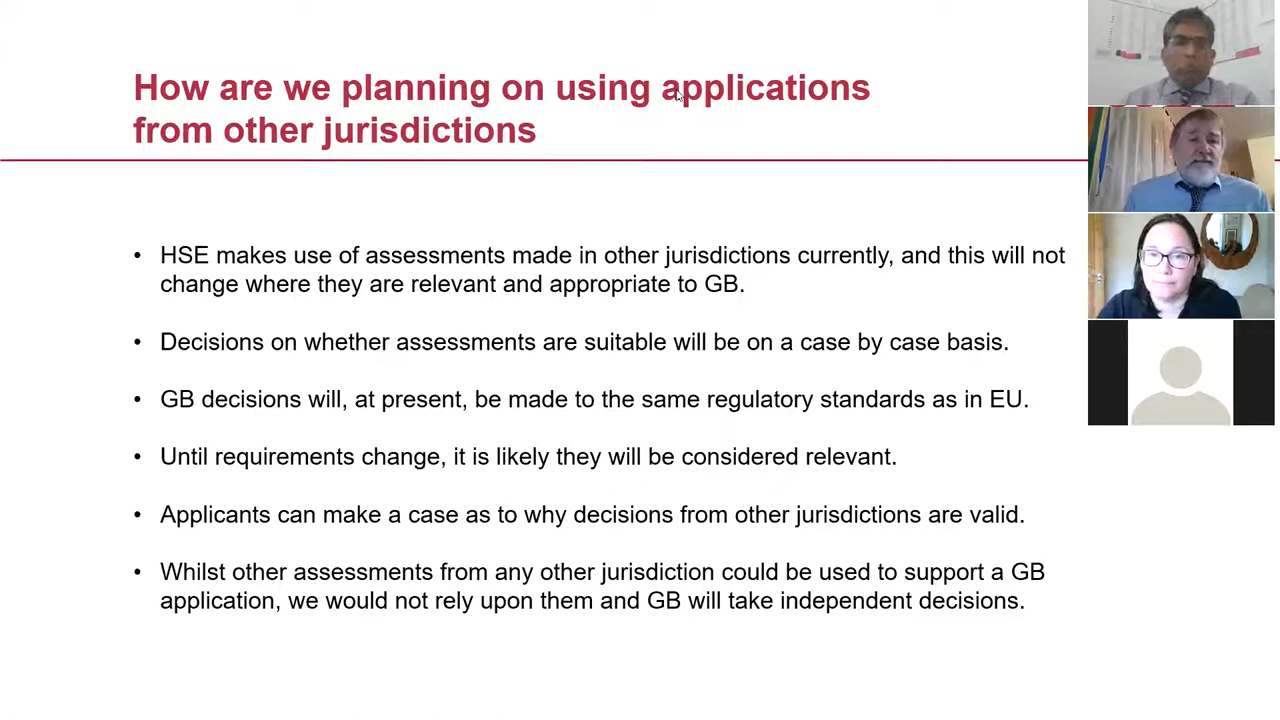 How are we planning on using applications
from other jurisdictions
• HSE makes use of assessments made in other jurisdictions currently, and this will not
change where they are relevant and appropriate to GB.
• Decisions on whether assessments are suitable will be on a case by case basis.
• GB decisions will, at present, be made to the same regulatory standards as in EU.
• Until requirements change, it is likely they will be considered relevant.
• Applicants can make a case as to why decisions from other jurisdictions are valid.
• Whilst other assessments from any other jurisdiction could be used to support a GB
application, we would not rely upon them and GB will take independent decisions.